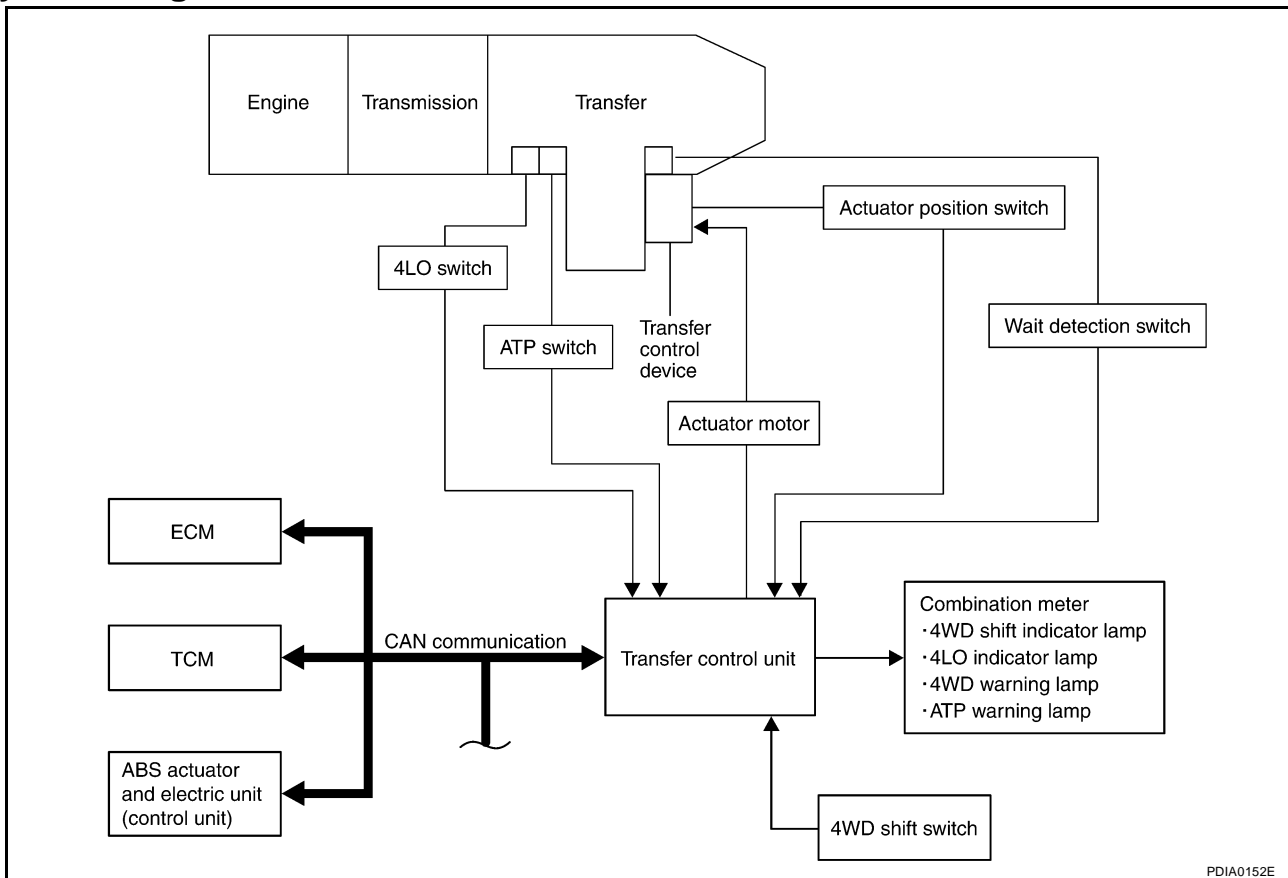 Engine
Transmission
Transfer
Actuator position switch
4LO switch
Wait detection switch
ATP switch
Transfer
control
device
Actuator motor
ECM
CAN communication
TCM
Transfer control unit
Combination meter
·4WD shift indicator lamp
·4LO indicator lamp
·4WD warning lamp
·ATP warning lamp
ABS actuator
and electric unit
(control unit)
4WD shift switch
PDIA0152E